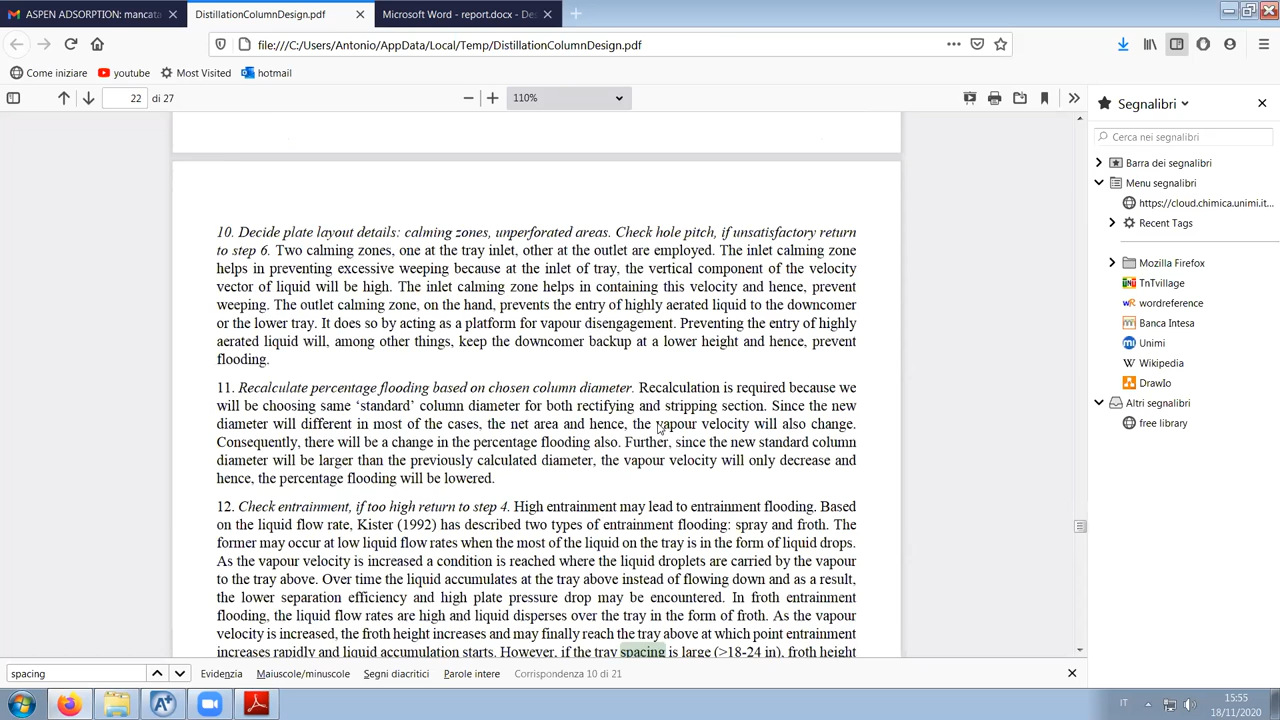 ASPEN ADSORPTION: mancata
DistillationColumnDesign.pdf
Microsoft Word - report.docx - De
file:///C:/Users/Antonio/AppData/Local/Temp/DistillationColumnDesign.pdf
Come iniziare
youtube
Most Visited
hotmail
22
di 27
110%
Segnalibri
Cerca nei segnalibri
Barra dei segnalibri
Menu segnalibri
https://cloud.chimica.unimi.it...
Recent Tags
Mozilla Firefox
TnTvillage
wordreference
Banca Intesa
Unimi
Wikipedia
DrawIo
Altri segnalibri
free library
10. Decide plate layout details: calming zones, unperforated areas. Check hole pitch, if unsatisfactory return
to step 6. Two calming zones, one at the tray inlet, other at the outlet are employed. The inlet calming zone
helps in preventing excessive weeping because at the inlet of tray, the vertical component of the velocity
vector of liquid will be high. The inlet calming zone helps in containing this velocity and hence, prevent
weeping. The outlet calming zone, on the hand, prevents the entry of highly aerated liquid to the downcomer
or the lower tray. It does so by acting as a platform for vapour disengagement. Preventing the entry of highly
aerated liquid will, among other things, keep the downcomer backup at a lower height and hence, prevent
flooding.
11. Recalculate percentage flooding based on chosen column diameter. Recalculation is required because we
will be choosing same ‘standard’ column diameter for both rectifying and stripping section. Since the new
diameter will different in most of the cases, the net area and hence, the vapour velocity will also change.
Consequently, there will be a change in the percentage flooding also. Further, since the new standard column
diameter will be larger than the previously calculated diameter, the vapour velocity will only decrease and
hence, the percentage flooding will be lowered.
12. Check entrainment, if too high return to step 4. High entrainment may lead to entrainment flooding. Based
on the liquid flow rate, Kister (1992) has described two types of entrainment flooding: spray and froth. The
former may occur at low liquid flow rates when the most of the liquid on the tray is in the form of liquid drops.
As the vapour velocity is increased a condition is reached where the liquid droplets are carried by the vapour
to the tray above. Over time the liquid accumulates at the tray above instead of flowing down and as a result,
the lower separation efficiency and high plate pressure drop may be encountered. In froth entrainment
flooding, the liquid flow rates are high and liquid disperses over the tray in the form of froth. As the vapour
velocity is increased, the froth height increases and may finally reach the tray above at which point entrainment
increases rapidly and liquid accumulation starts. However, if the tray spacing is large (>18-24 in), froth height
spacing
Evidenzia
Maiuscole/minuscole
Segni diacritici
Parole intere
Corrispondenza 10 di 21
IT
15:55
18/11/2020